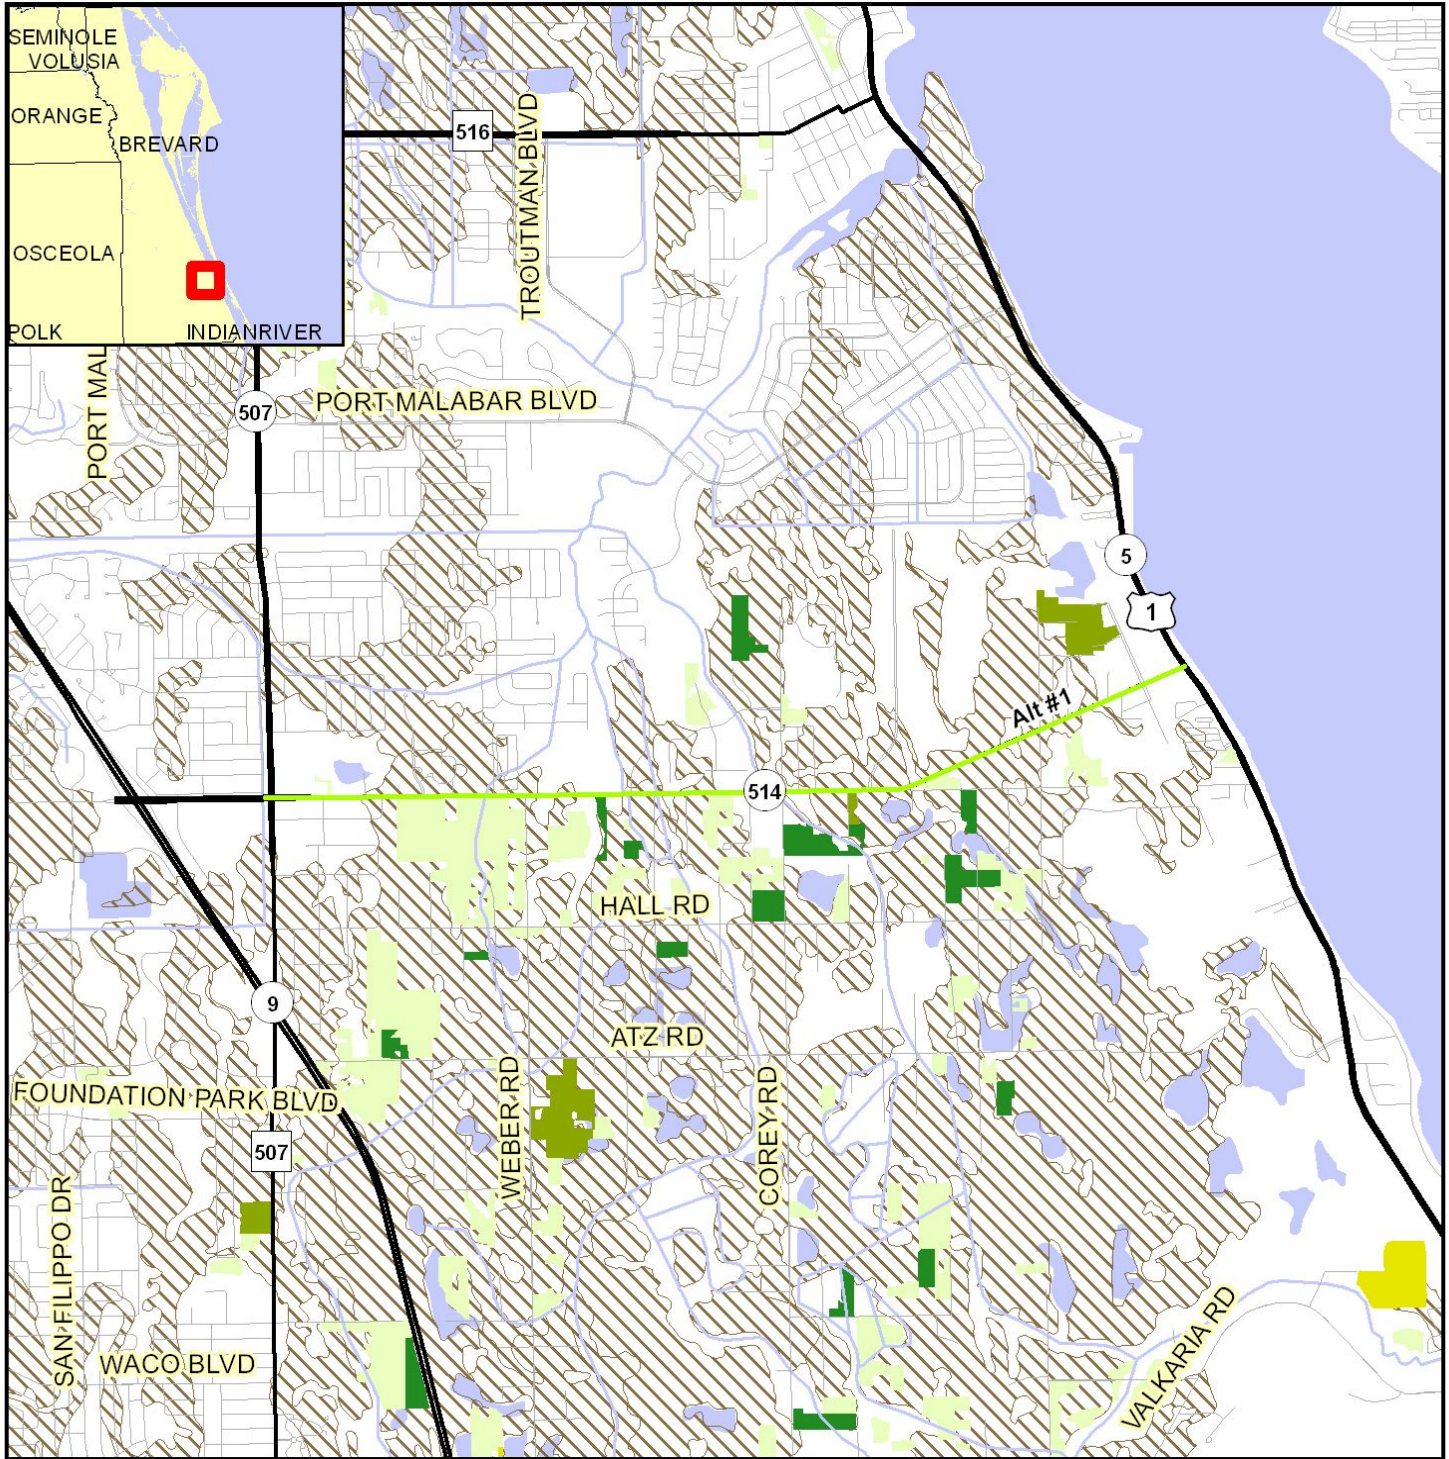 SEMINOLE
VOLUSIA
ORANGE
BREVARD
OSCEOLA
POLK
INDIANRIVER
516
TROUTMAN BLVD
PORT MAL
507
PORT MALABAR BLVD
5
1
Alt #1
514
HALL RD
9
ATZ RD
FOUNDATION PARK BLVD
WEBER RD
COREY RD
507
SAN FILIPPO DR
WACO BLVD
VALKARIA RD